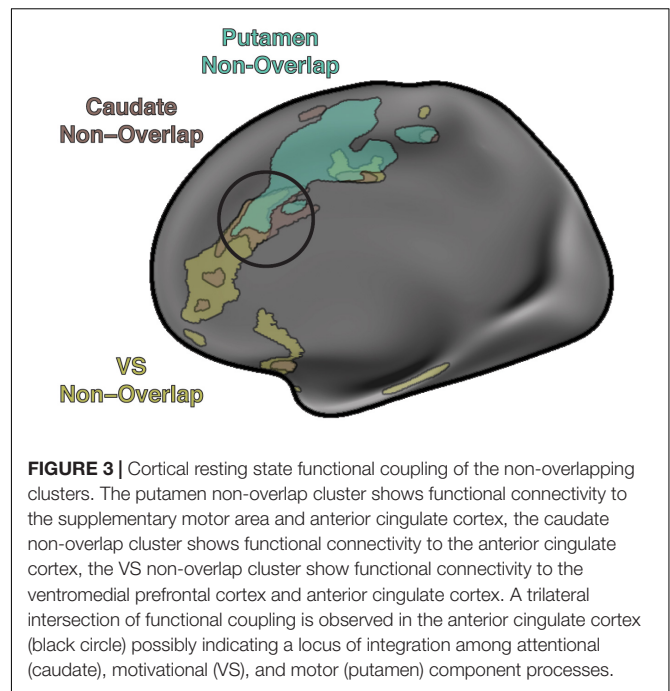 Putamen
Non-Overlap
Caudate
Non–Overlap
VS
Non–Overlap
FIGURE 3 | Cortical resting state functional coupling of the non-overlapping
clusters. The putamen non-overlap cluster shows functional connectivity to
the supplementary motor area and anterior cingulate cortex, the caudate
non-overlap cluster shows functional connectivity to the anterior cingulate
cortex, the VS non-overlap cluster show functional connectivity to the
ventromedial prefrontal cortex and anterior cingulate cortex. A trilateral
intersection of functional coupling is observed in the anterior cingulate cortex
(black circle) possibly indicating a locus of integration among attentional
(caudate), motivational (VS), and motor (putamen) component processes.